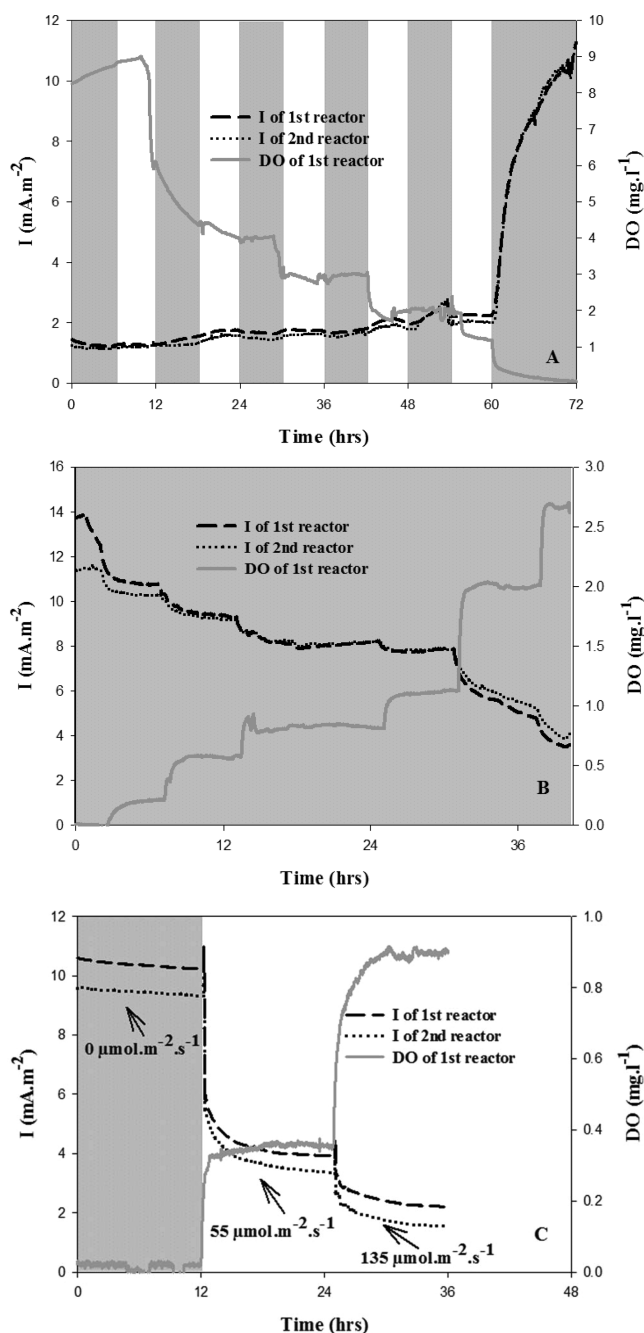 12
10
8
6
4
2
0
I (mA.m-2)
I of 1st reactor
I of 2nd reactor
DO of 1st reactor
A
10
9
8
7
6
5
4
3
2
1
0
DO (mg.l-1)
0 12 24 36 48 60 72
Time (hrs)
16
14
12
10
8
6
4
2
0
I (mA.m-2)
I of 1st reactor
I of 2nd reactor
DO of 1st reactor
B
3.0
2.5
2.0
1.5
1.0
0.5
0.0
DO (mg.l-1)
0 12 24 36
Time (hrs)
12
10
8
6
4
2
0
I (mA.m-2)
0 µmol.m-2.s-1
I of 1st reactor
I of 2nd reactor
DO of 1st reactor
55 µmol.m-2.s-1
135 µmol.m-2.s-1
C
1.0
0.8
0.6
0.4
0.2
0.0
DO (mg.l-1)
0 12 24 36 48
Time (hrs)